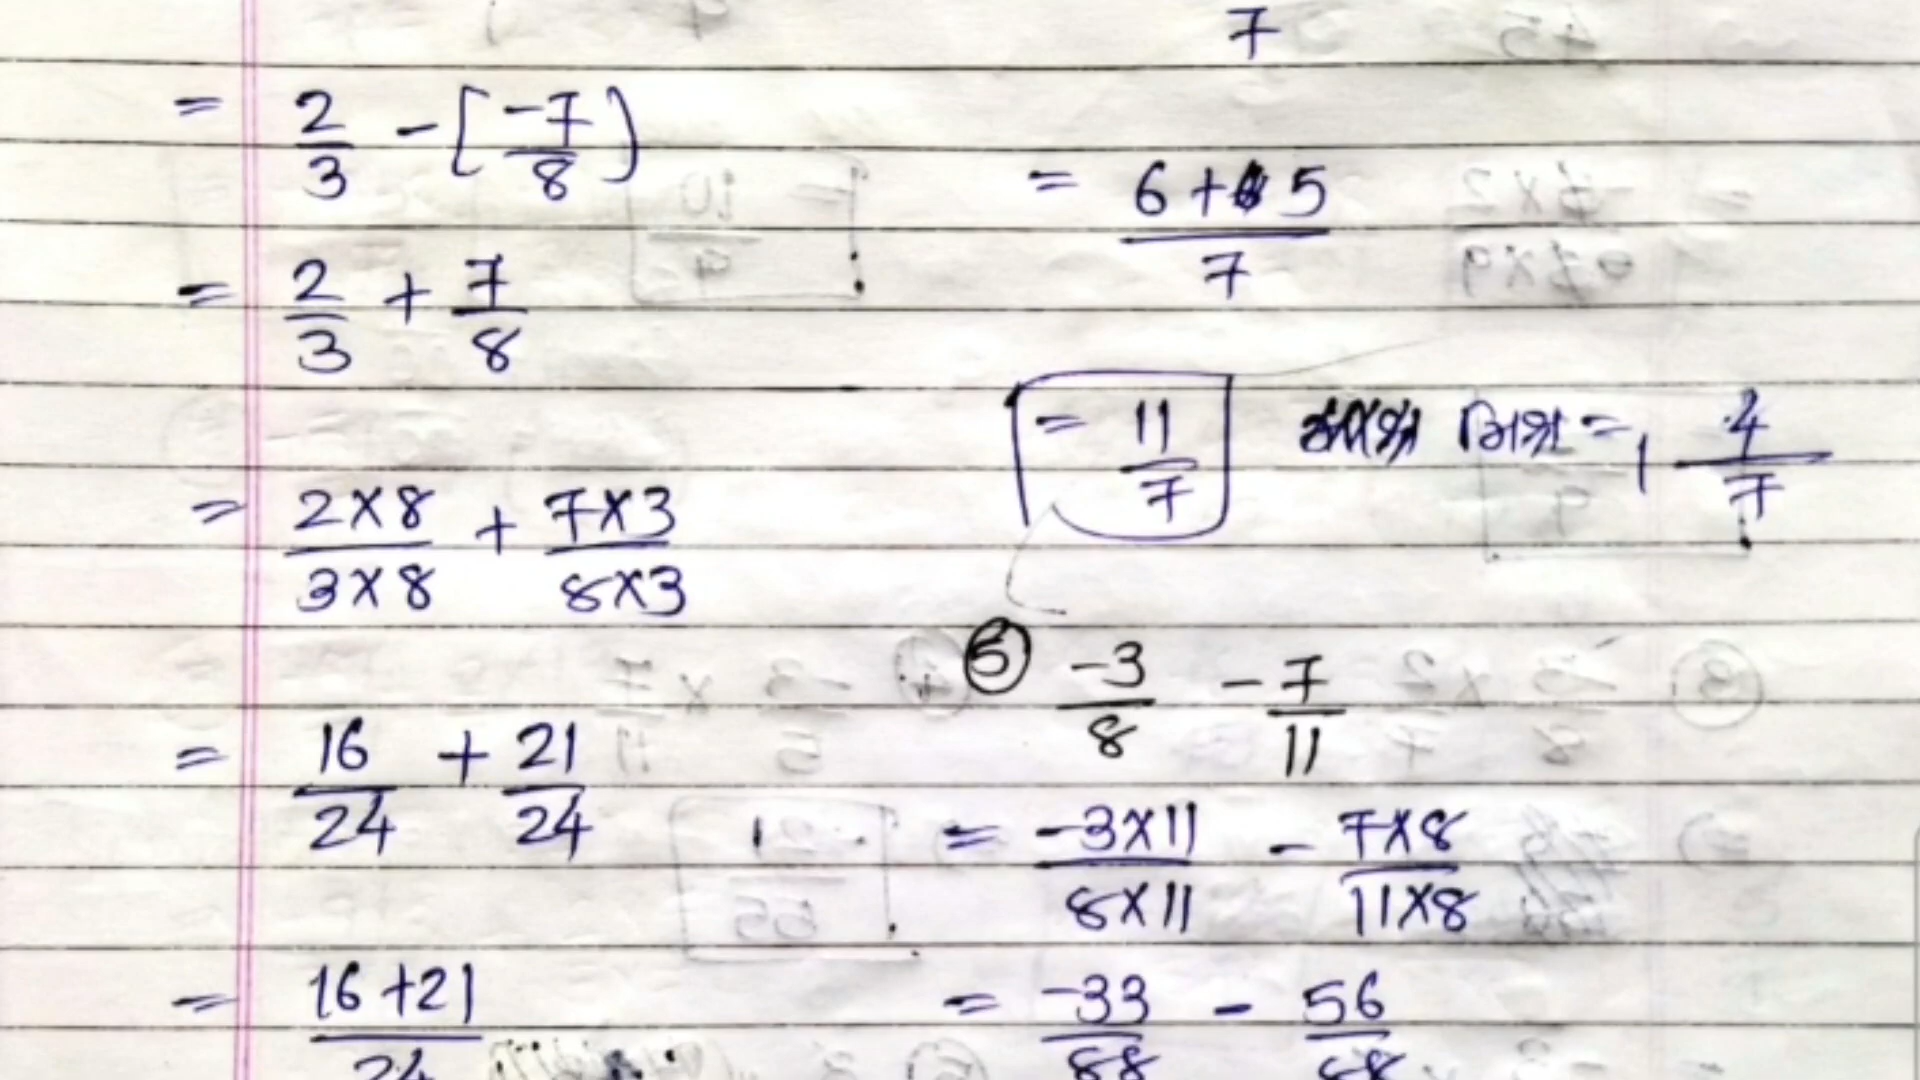 = 2/3 - [-7/8)
= 2/3 + 7/8
= 2×8/3×8 + 7×3/8×3
= 16/24 + 21/24
= 16+21/24
7
= 6+5/7
= 11/7 मिश्र = 1 4/7
⑤ -3/8 - 7/11
= -3×11/8×11 - 7×8/11×8
= -33/88 - 56/88